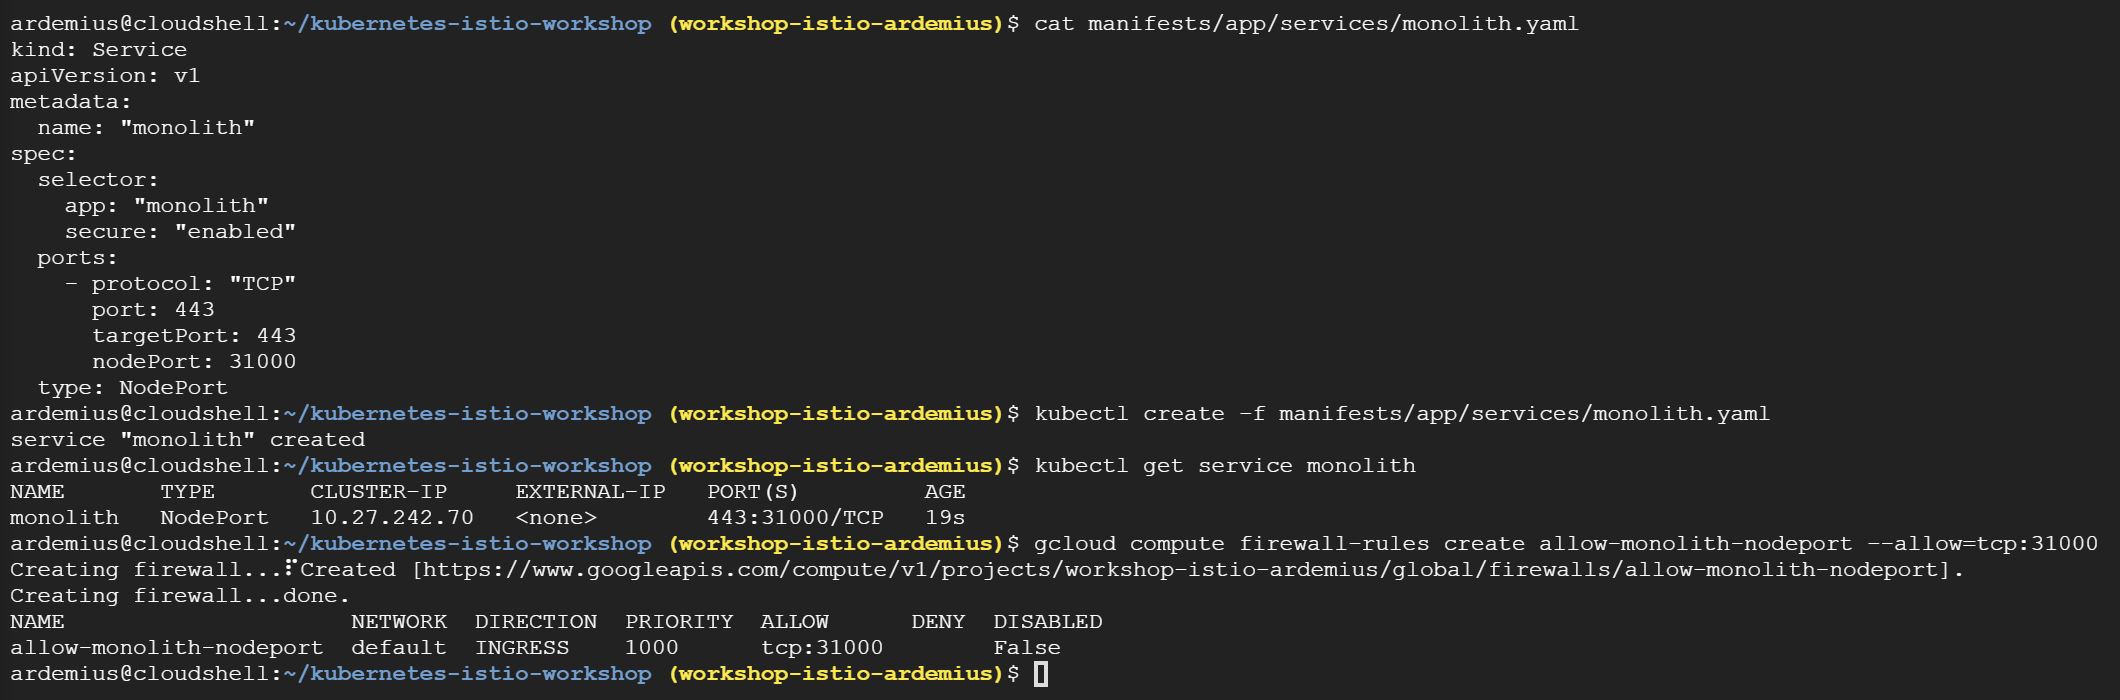 ardemius@cloudshell:~/kubernetes-istio-workshop (workshop-istio-ardemius)$ cat manifests/app/services/monolith.yaml
kind: Service
apiVersion: v1
metadata:
  name: "monolith"
spec:
  selector:
    app: "monolith"
    secure: "enabled"
  ports:
    - protocol: "TCP"
      port: 443
      targetPort: 443
      nodePort: 31000
  type: NodePort
ardemius@cloudshell:~/kubernetes-istio-workshop (workshop-istio-ardemius)$ kubectl create -f manifests/app/services/monolith.yaml
service "monolith" created
ardemius@cloudshell:~/kubernetes-istio-workshop (workshop-istio-ardemius)$ kubectl get service monolith
NAME       TYPE       CLUSTER-IP     EXTERNAL-IP   PORT(S)         AGE
monolith   NodePort   10.27.242.70   <none>        443:31000/TCP   19s
ardemius@cloudshell:~/kubernetes-istio-workshop (workshop-istio-ardemius)$ gcloud compute firewall-rules create allow-monolith-nodeport --allow=tcp:31000
Creating firewall...⠏Created [https://www.googleapis.com/compute/v1/projects/workshop-istio-ardemius/global/firewalls/allow-monolith-nodeport].
Creating firewall...done.
NAME                     NETWORK  DIRECTION  PRIORITY  ALLOW      DENY  DISABLED
allow-monolith-nodeport  default  INGRESS    1000      tcp:31000        False
ardemius@cloudshell:~/kubernetes-istio-workshop (workshop-istio-ardemius)$